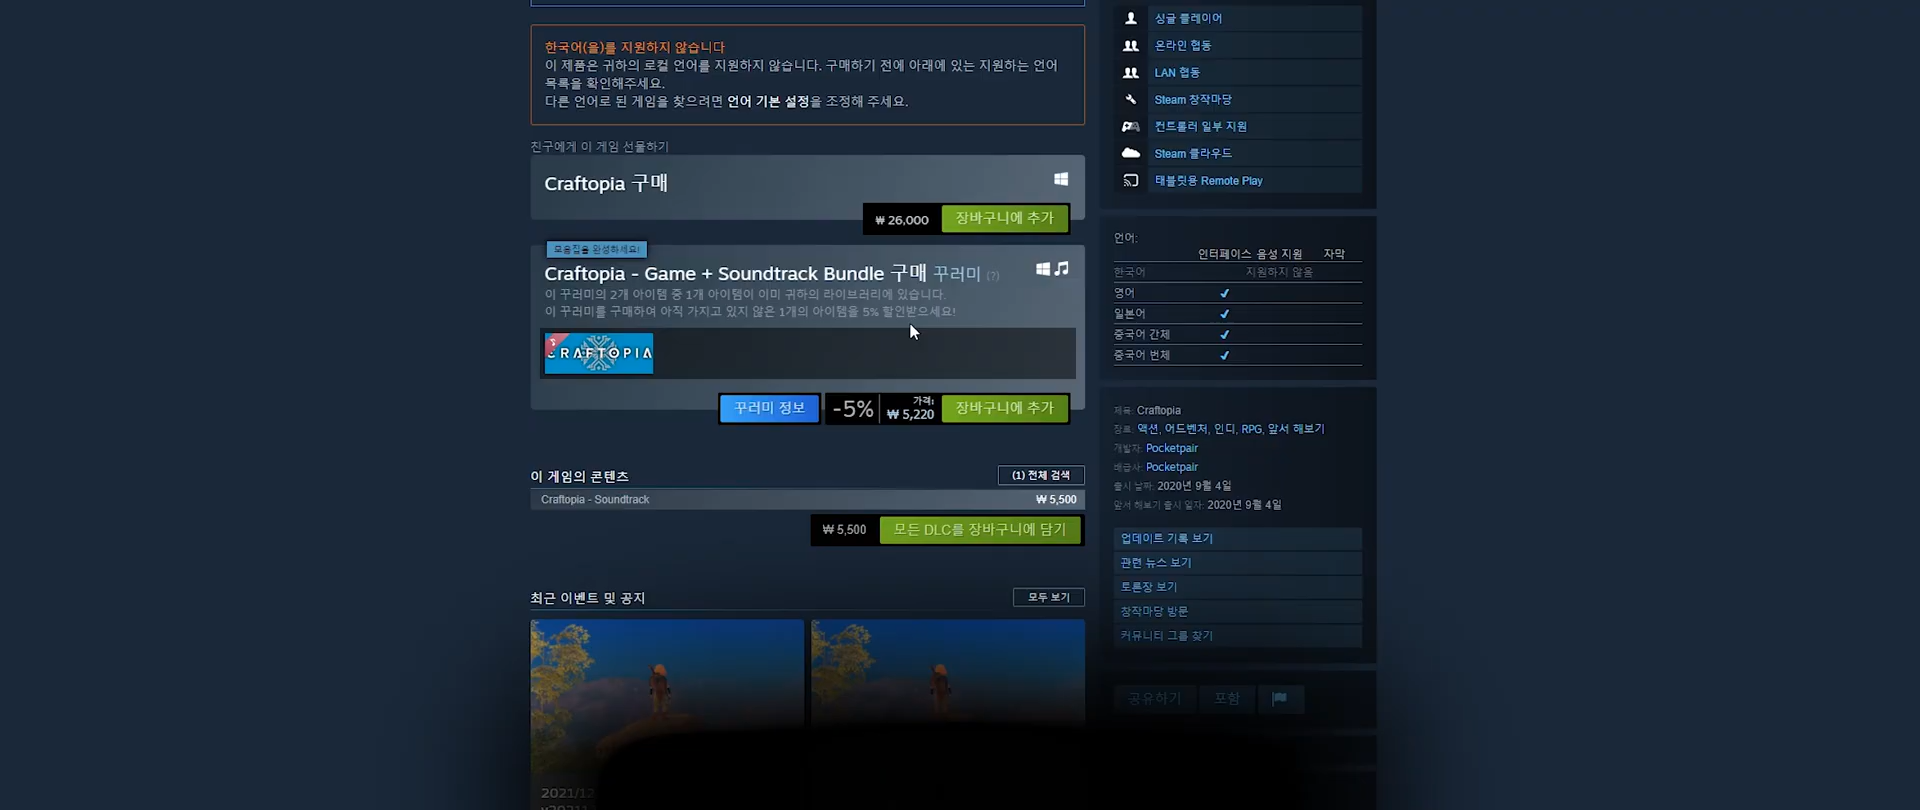 한국어(을)를 지원하지 않습니다
이 제품은 귀하의 로컬 언어를 지원하지 않습니다. 구매하기 전에 아래에 있는 지원하는 언어
목록을 확인해주세요.
다른 언어로 된 게임을 찾으려면 언어 기본 설정을 조정해 주세요.
친구에게 이 게임 선물하기
Craftopia 구매
₩ 26,000
장바구니에 추가
모음집을 완성하세요!
Craftopia - Game + Soundtrack Bundle 구매 꾸러미 (?)
이 꾸러미의 2개 아이템 중 1개 아이템이 이미 귀하의 라이브러리에 있습니다.
이 꾸러미를 구매하여 아직 가지고 있지 않은 1개의 아이템을 5% 할인받으세요!
CRAFTOPIA
꾸러미 정보
-5%
가격:
₩ 5,220
장바구니에 추가
이 게임의 콘텐츠
(1) 전체 검색
Craftopia - Soundtrack
₩ 5,500
₩ 5,500
모든 DLC를 장바구니에 담기
최근 이벤트 및 공지
모두 보기
2021/12
싱글 플레이어
온라인 협동
LAN 협동
Steam 창작마당
컨트롤러 일부 지원
Steam 클라우드
태블릿용 Remote Play
언어:
인터페이스 음성 지원 자막
한국어 지원하지 않음
영어 ✔
일본어 ✔
중국어 간체 ✔
중국어 번체 ✔
제목: Craftopia
장르: 액션, 어드벤처, 인디, RPG, 앞서 해보기
개발자: Pocketpair
배급사: Pocketpair
출시 날짜: 2020년 9월 4일
앞서 해보기 출시 일자: 2020년 9월 4일
업데이트 기록 보기
관련 뉴스 보기
토론장 보기
창작마당 방문
커뮤니티 그룹 찾기
공유하기
포함